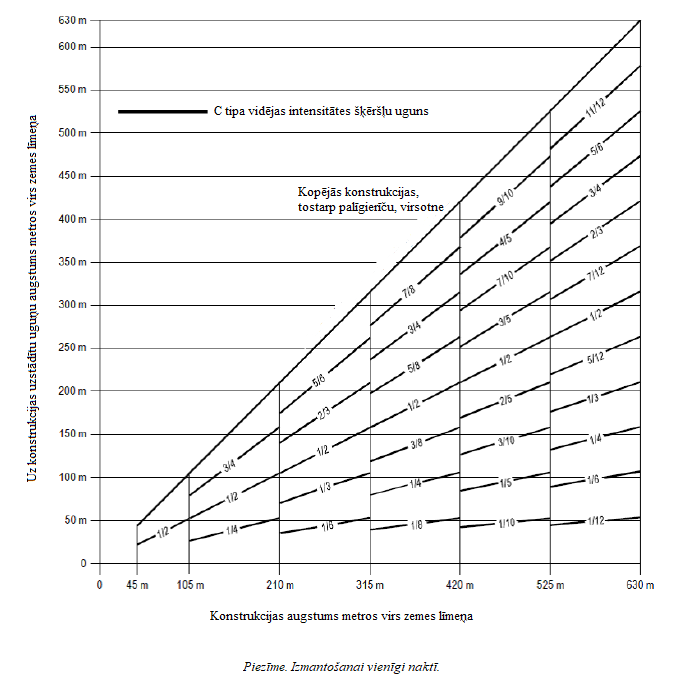 630 m
600 m
550 m
500 m
450 m
400 m
350 m
300 m
250 m
200 m
150 m
100 m
50 m
0
Uz konstrukcijas uzstādītu uguņu augstums metros virs zemes līmeņa
C tipa vidējas intensitātes šķēršļu uguns
Kopējās konstrukcijas,
tostarp palīgierīču, virsotne
1/2
3/4
1/2
1/4
5/6
2/3
1/2
1/3
1/6
7/8
3/4
5/8
1/2
3/8
1/4
1/8
9/10
4/5
7/10
3/5
1/2
2/5
3/10
1/5
1/10
11/12
5/6
3/4
2/3
7/12
1/2
5/12
1/3
1/4
1/6
1/12
0 45 m 105 m 210 m 315 m 420 m 525 m 630 m
Konstrukcijas augstums metros virs zemes līmeņa
Piezīme. Izmantošanai vienīgi naktī.